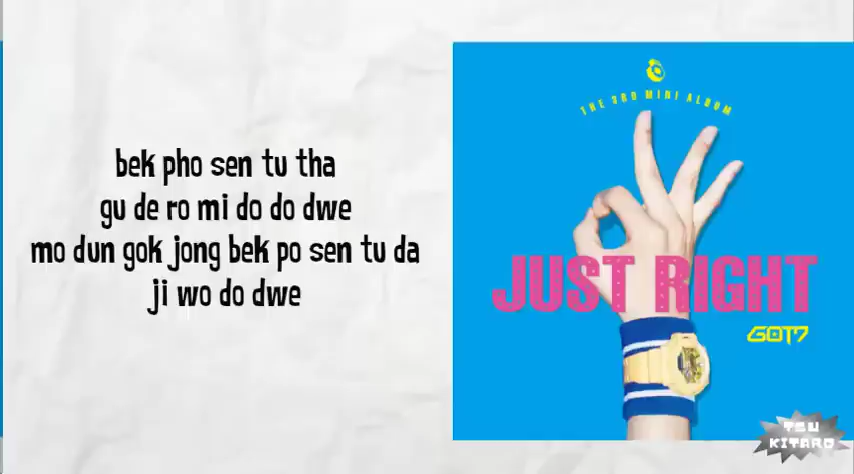 bek pho sen tu tha
gu de ro mi do do dwe
mo dun gok jong bek po sen tu da
ji wo do dwe
THE 3RD MINI ALBUM
JUST RIGHT
GOT7
TSU
KITARO